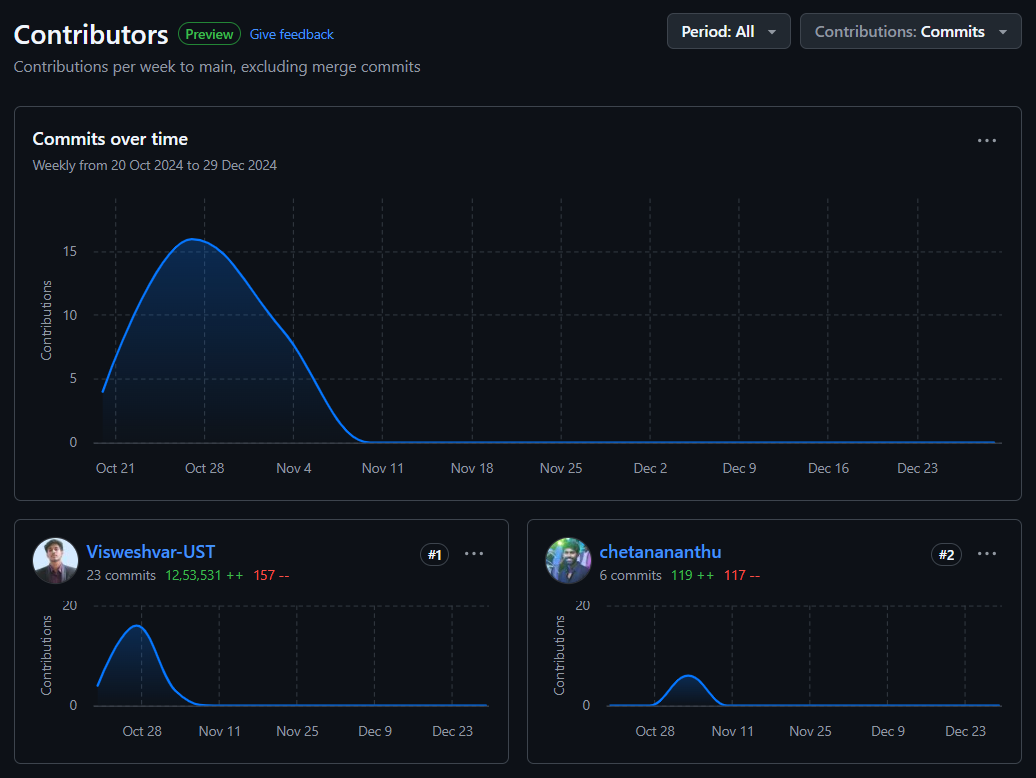 Contributors Preview Give feedback
Period: All
Contributions: Commits
Contributions per week to main, excluding merge commits
Commits over time
Weekly from 20 Oct 2024 to 29 Dec 2024
Contributions
15
10
5
0
Oct 21 Oct 28 Nov 4 Nov 11 Nov 18 Nov 25 Dec 2 Dec 9 Dec 16 Dec 23
Visweshvar-UST
#1
23 commits 12,53,531 ++ 157 --
Contributions
20
0
Oct 28 Nov 11 Nov 25 Dec 9 Dec 23
chetanananthu
#2
6 commits 119 ++ 117 --
Contributions
20
0
Oct 28 Nov 11 Nov 25 Dec 9 Dec 23